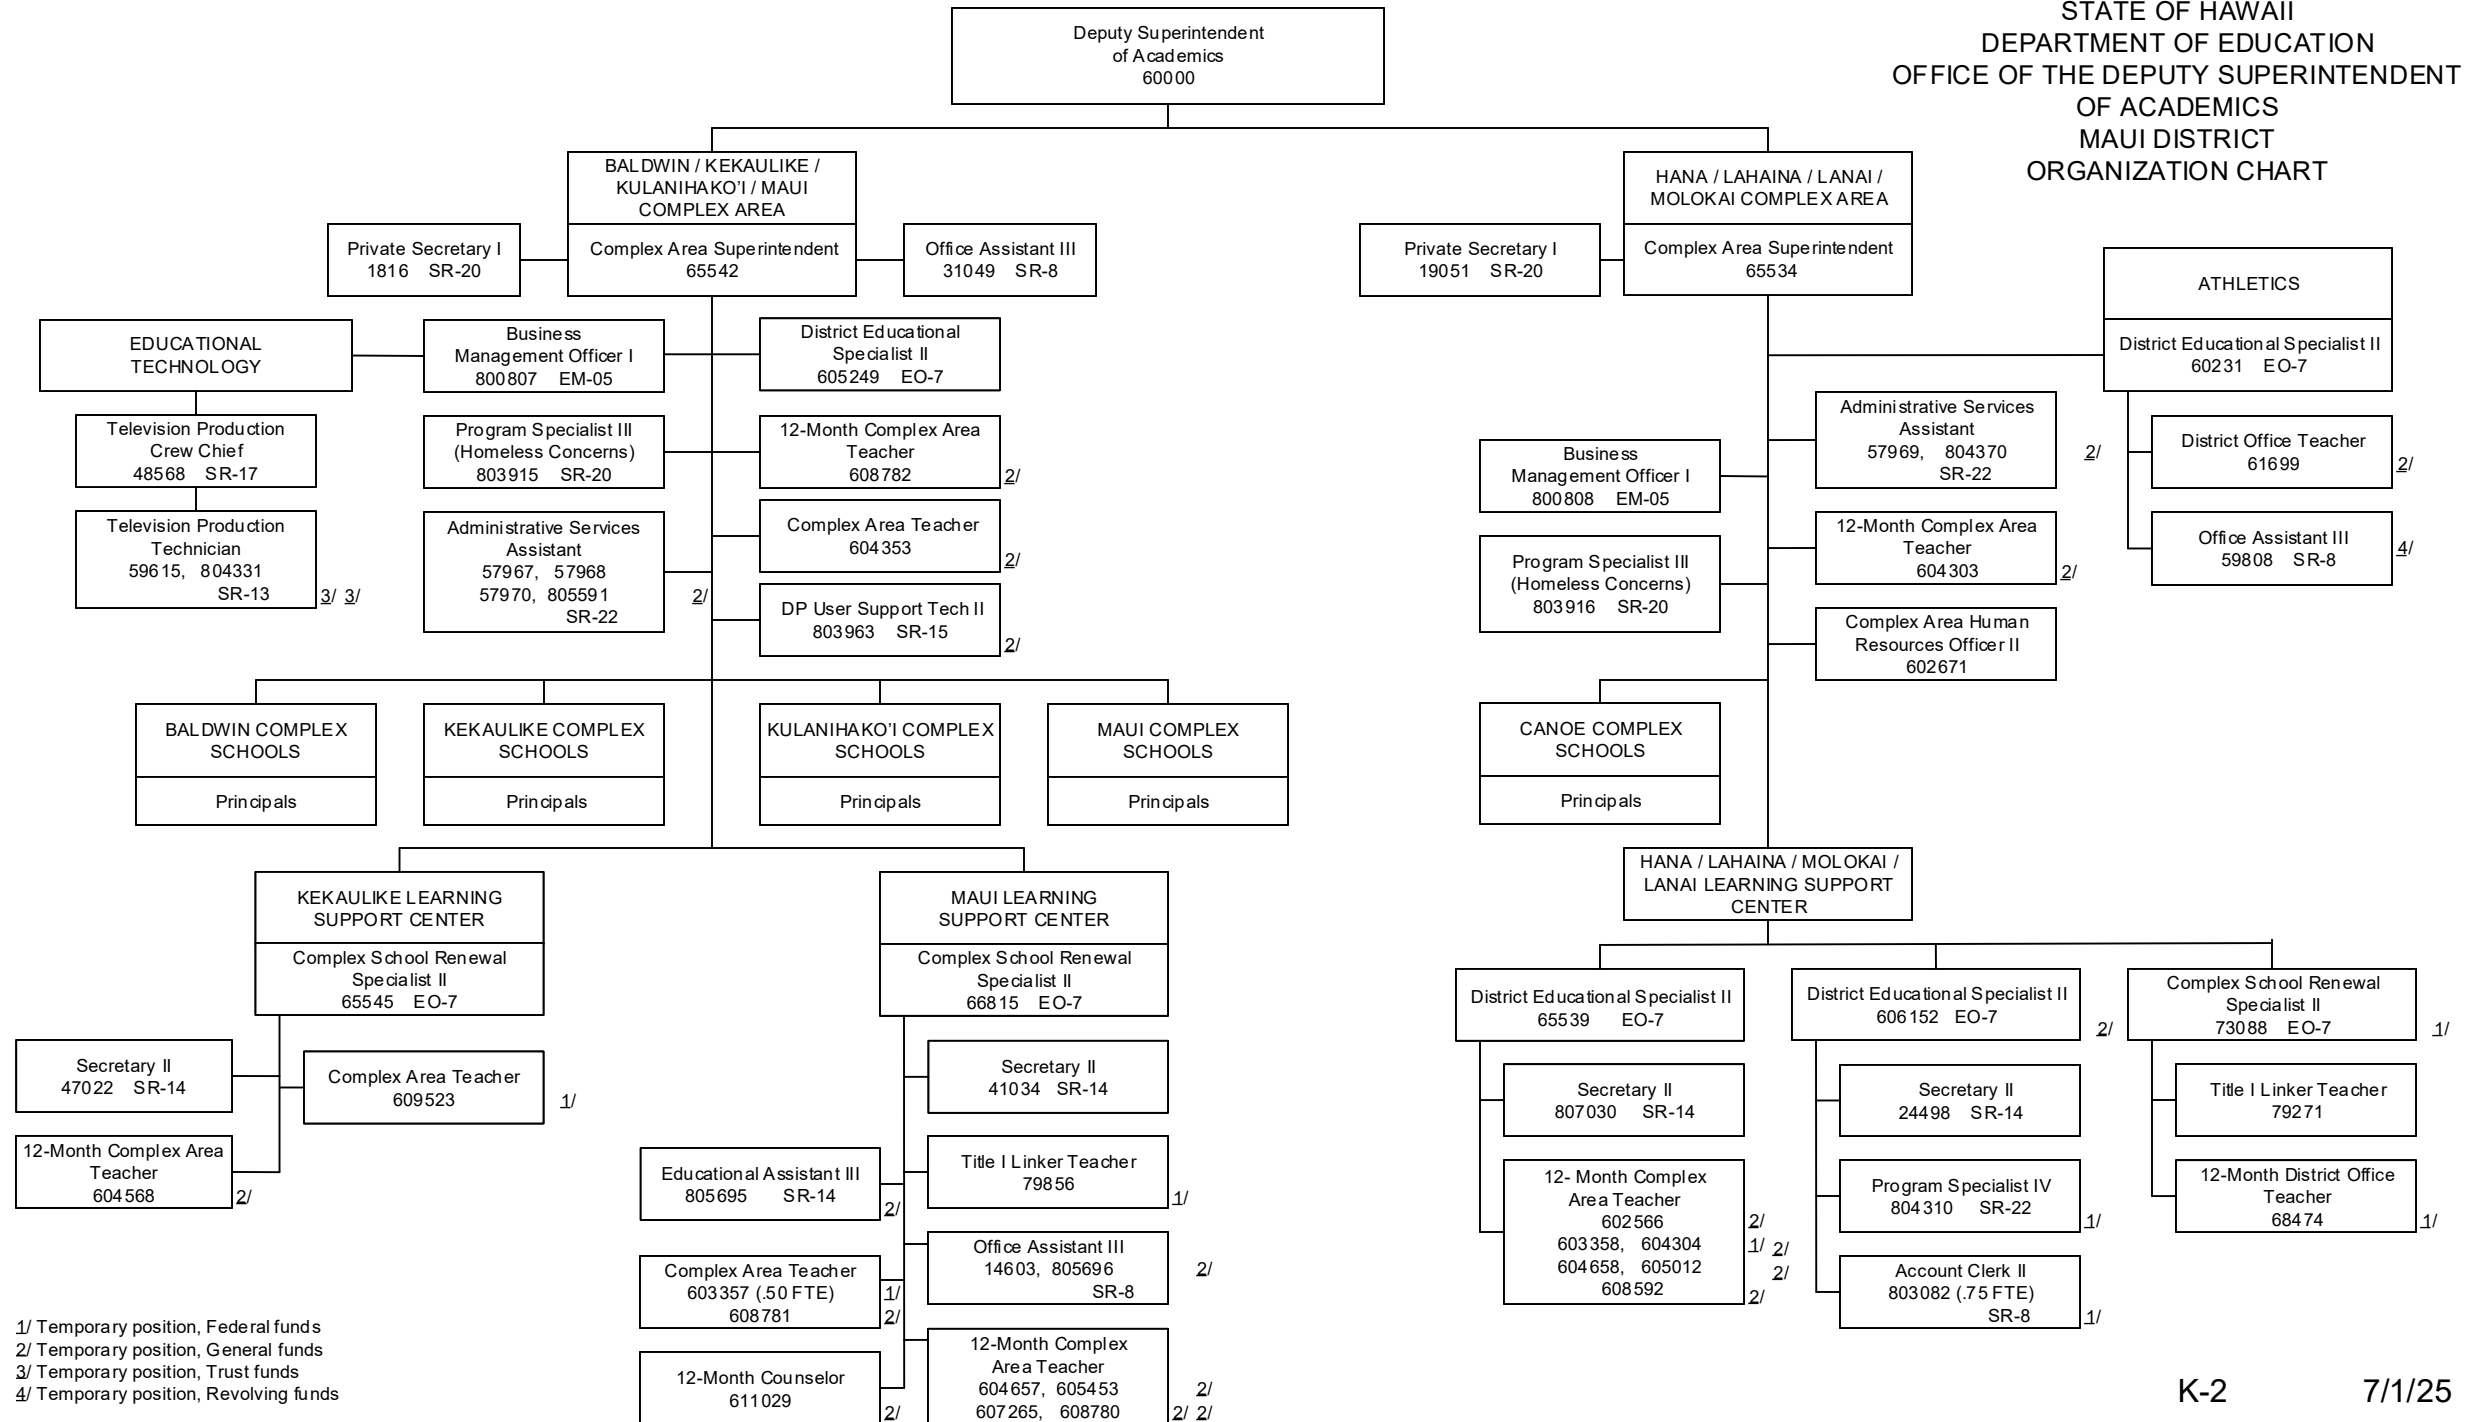 STATE OF HAWAII
DEPARTMENT OF EDUCATION
OFFICE OF THE DEPUTY SUPERINTENDENT
OF ACADEMICS
MAUI DISTRICT
ORGANIZATION CHART
Deputy Superintendent
of Academics
60000
BALDWIN / KEKAULIKE /
KULANIHAKO’I / MAUI
COMPLEX AREA
Complex Area Superintendent
65542
Private Secretary I
1816 SR-20
Office Assistant III
31049 SR-8
EDUCATIONAL
TECHNOLOGY
Television Production
Crew Chief
48568 SR-17
Television Production
Technician
59615, 804331
SR-13
3/ 3/
Business
Management Officer I
800807 EM-05
Program Specialist III
(Homeless Concerns)
803915 SR-20
Administrative Services
Assistant
57967, 57968
57970, 805591
2/
SR-22
District Educational
Specialist II
605249 EO-7
12-Month Complex Area
Teacher
608782
2/
Complex Area Teacher
604353
2/
DP User Support Tech II
803963 SR-15
2/
BALDWIN COMPLEX
SCHOOLS
Principals
KEKAULIKE COMPLEX
SCHOOLS
Principals
KULANIHAKO’I COMPLEX
SCHOOLS
Principals
MAUI COMPLEX
SCHOOLS
Principals
KEKAULIKE LEARNING
SUPPORT CENTER
Complex School Renewal
Specialist II
65545 EO-7
Secretary II
47022 SR-14
Complex Area Teacher
609523
1/
12-Month Complex Area
Teacher
604568
2/
MAUI LEARNING
SUPPORT CENTER
Complex School Renewal
Specialist II
66815 EO-7
Secretary II
41034 SR-14
Educational Assistant III
805695 SR-14
2/
Title I Linker Teacher
79856
1/
Office Assistant III
14603, 805696
2/
SR-8
Complex Area Teacher
603357 (.50 FTE)
1/
608781
2/
12-Month Counselor
611029
2/
12-Month Complex
Area Teacher
604657, 605453
2/
607265, 608780
2/ 2/
HANA / LAHAINA / LANAI /
MOLOKAI COMPLEX AREA
Complex Area Superintendent
65534
Private Secretary I
19051 SR-20
ATHLETICS
District Educational Specialist II
60231 EO-7
District Office Teacher
61699
2/
Office Assistant III
59808 SR-8
4/
Administrative Services
Assistant
57969, 804370
2/
SR-22
Business
Management Officer I
800808 EM-05
12-Month Complex Area
Teacher
604303
2/
Program Specialist III
(Homeless Concerns)
803916 SR-20
Complex Area Human
Resources Officer II
602671
CANOE COMPLEX
SCHOOLS
Principals
HANA / LAHAINA / MOLOKAI /
LANAI LEARNING SUPPORT
CENTER
District Educational Specialist II
65539 EO-7
Secretary II
807030 SR-14
12- Month Complex
Area Teacher
602566
2/
603358, 604304
1/ 2/
604658, 605012
2/
608592
2/
District Educational Specialist II
606152 EO-7
2/
Secretary II
24498 SR-14
Program Specialist IV
804310 SR-22
1/
Account Clerk II
803082 (.75 FTE)
SR-8
1/
Complex School Renewal
Specialist II
73088 EO-7
1/
Title I Linker Teacher
79271
12-Month District Office
Teacher
68474
1/
1/ Temporary position, Federal funds
2/ Temporary position, General funds
3/ Temporary position, Trust funds
4/ Temporary position, Revolving funds
K-2 7/1/25